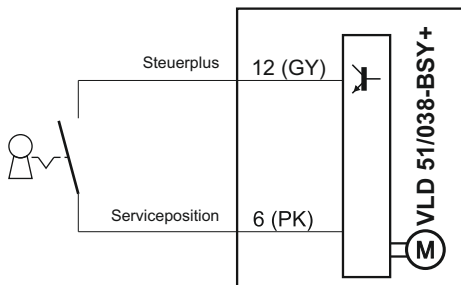 Steuerplus
12 (GY)
Serviceposition
6 (PK)
VLD 51/038-BSY+
M